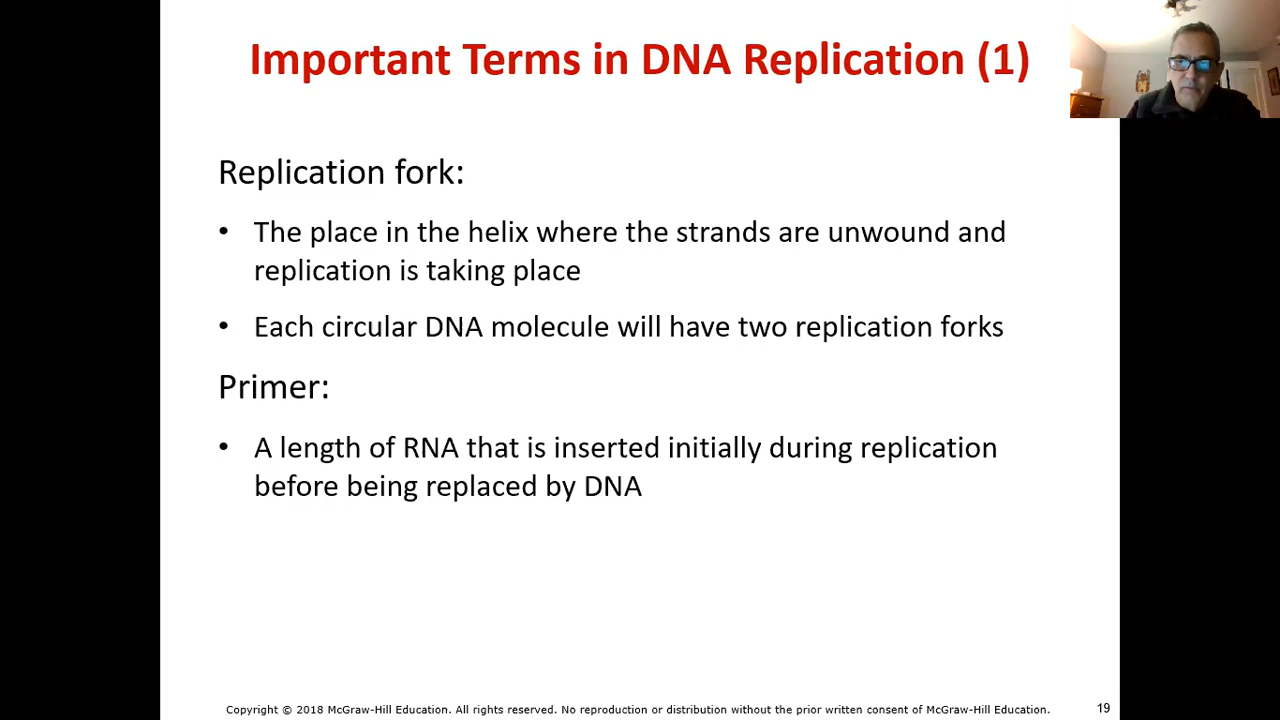 Important Terms in DNA Replication (1)
Replication fork:
• The place in the helix where the strands are unwound and
replication is taking place
• Each circular DNA molecule will have two replication forks
Primer:
• A length of RNA that is inserted initially during replication
before being replaced by DNA
Copyright © 2018 McGraw-Hill Education. All rights reserved. No reproduction or distribution without the prior written consent of McGraw-Hill Education.
19